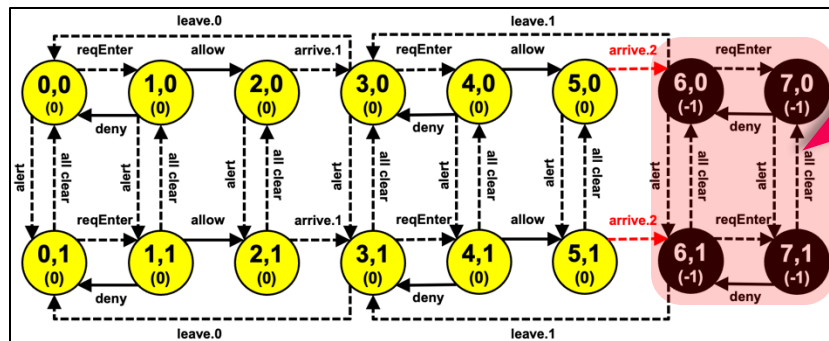 leave.0 leave.1
reqEnter allow arrive.1 reqEnter allow arrive.2 reqEnter
0,0 1,0 2,0 3,0 4,0 5,0 6,0 7,0
(0) (0) (0) (0) (0) (0) (-1) (-1)
deny deny deny
alert all clear alert all clear alert all clear alert all clear alert all clear alert all clear alert all clear alert all clear
reqEnter allow arrive.1 reqEnter allow arrive.2 reqEnter
0,1 1,1 2,1 3,1 4,1 5,1 6,1 7,1
(0) (0) (0) (0) (0) (0) (-1) (-1)
deny deny deny
leave.0 leave.1